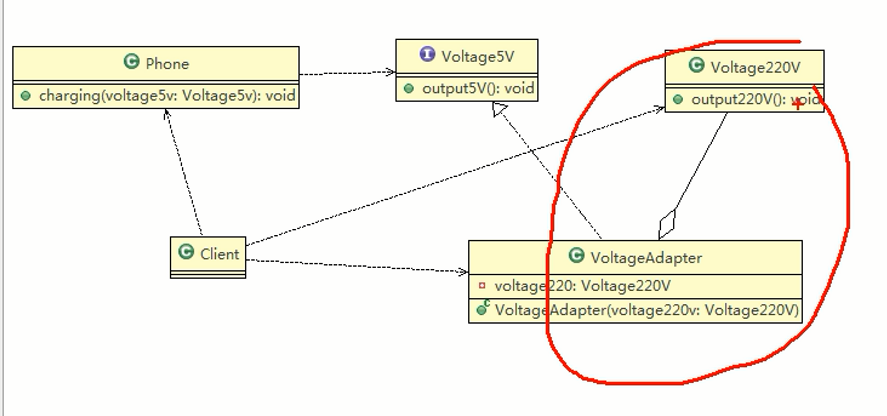 Phone
charging(voltage5v: Voltage5v): void
I Voltage5V
output5V(): void
C Voltage220V
output220V(): void
C Client
C VoltageAdapter
voltage220: Voltage220V
VoltageAdapter(voltage220v: Voltage220V)